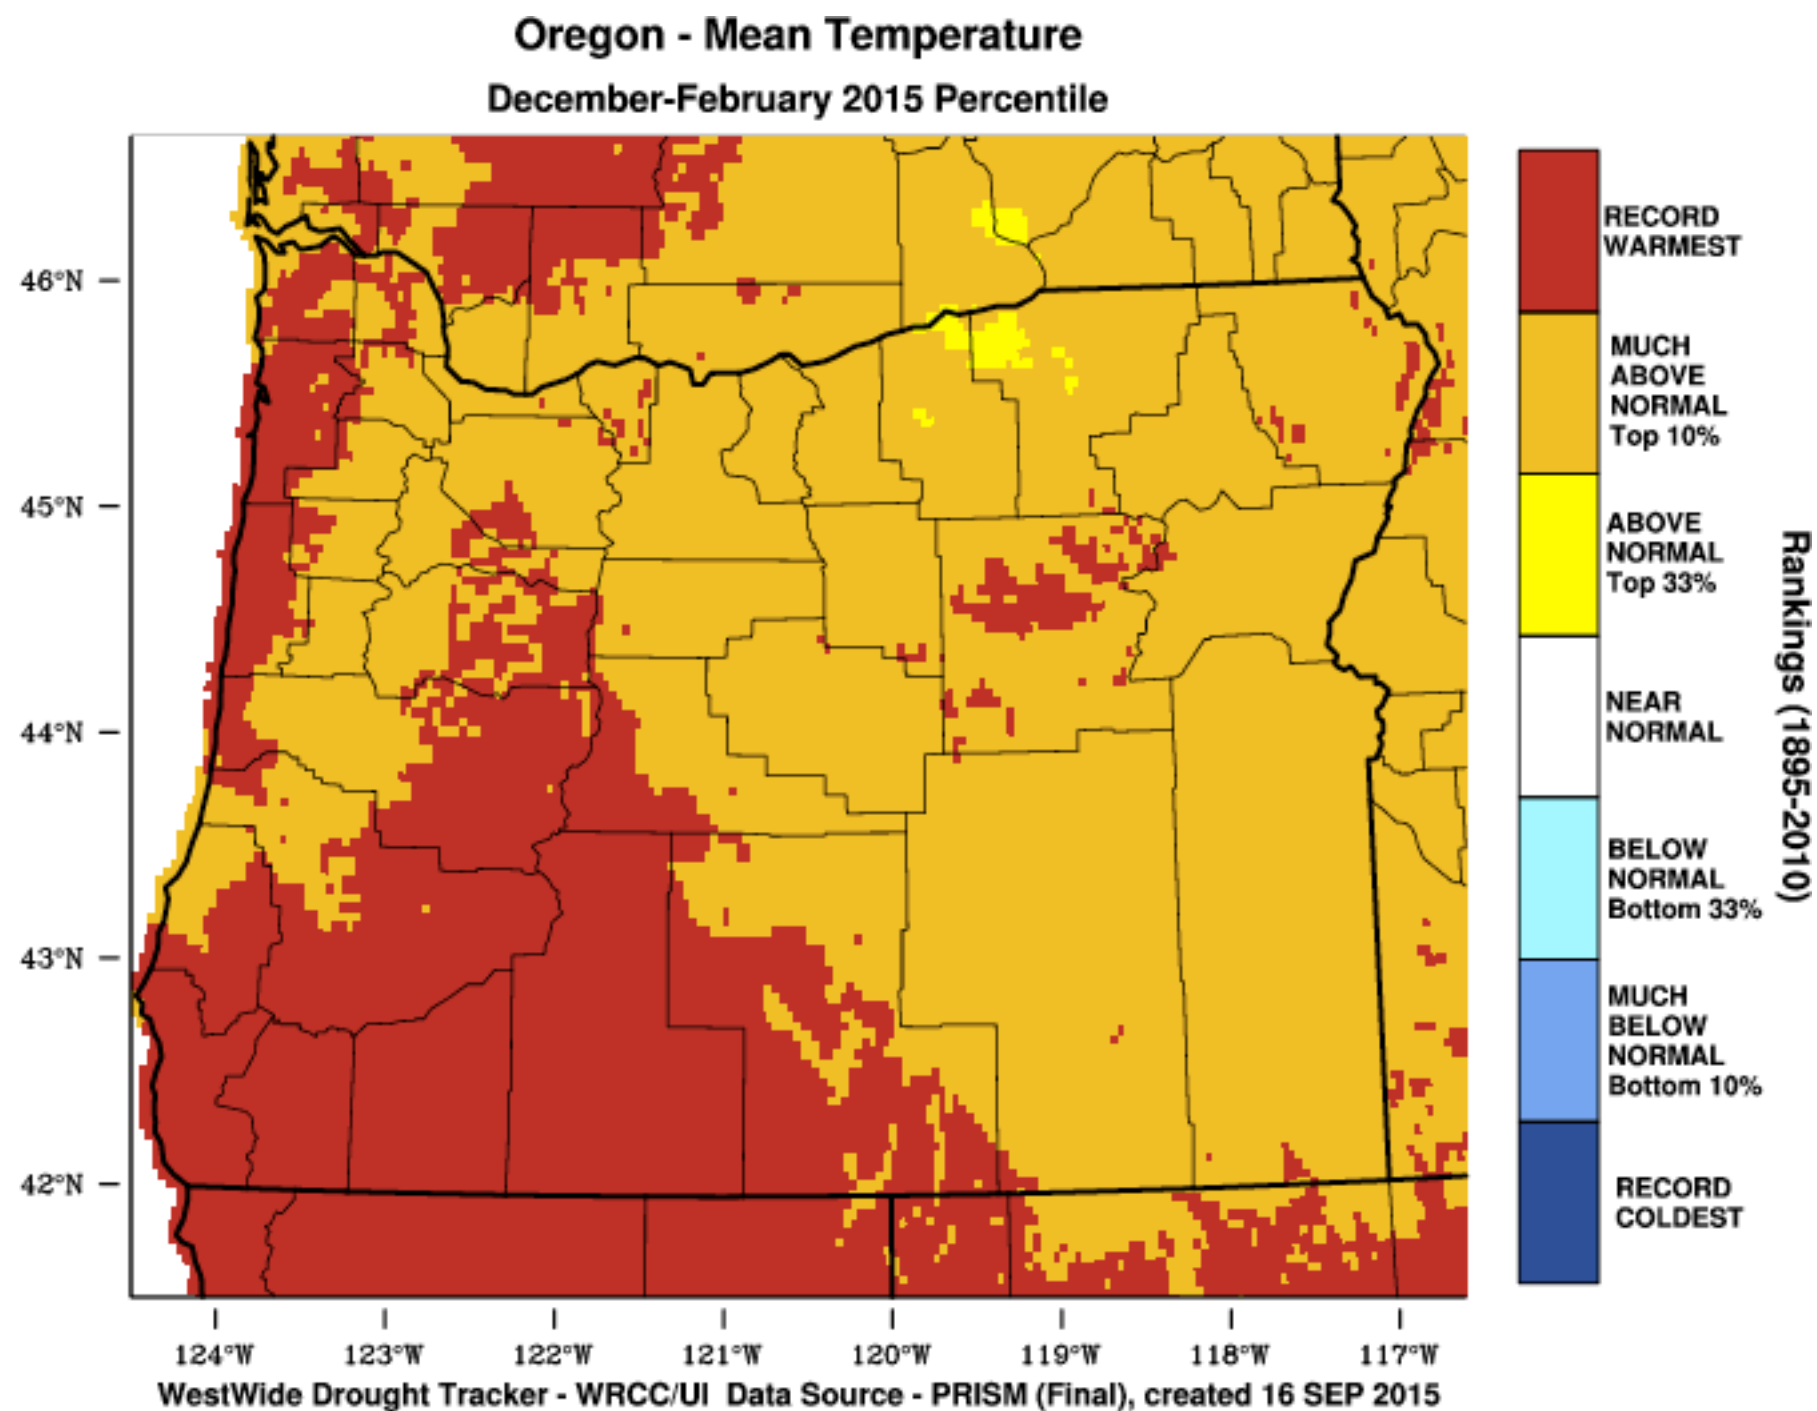 Oregon - Mean Temperature
December-February 2015 Percentile
46°N
45°N
44°N
43°N
42°N
124°W 123°W 122°W 121°W 120°W 119°W 118°W 117°W
WestWide Drought Tracker - WRCC/UI  Data Source - PRISM (Final), created 16 SEP 2015
RECORD
WARMEST
MUCH
ABOVE
NORMAL
Top 10%
ABOVE
NORMAL
Top 33%
NEAR
NORMAL
BELOW
NORMAL
Bottom 33%
MUCH
BELOW
NORMAL
Bottom 10%
RECORD
COLDEST
Rankings (1895-2010)